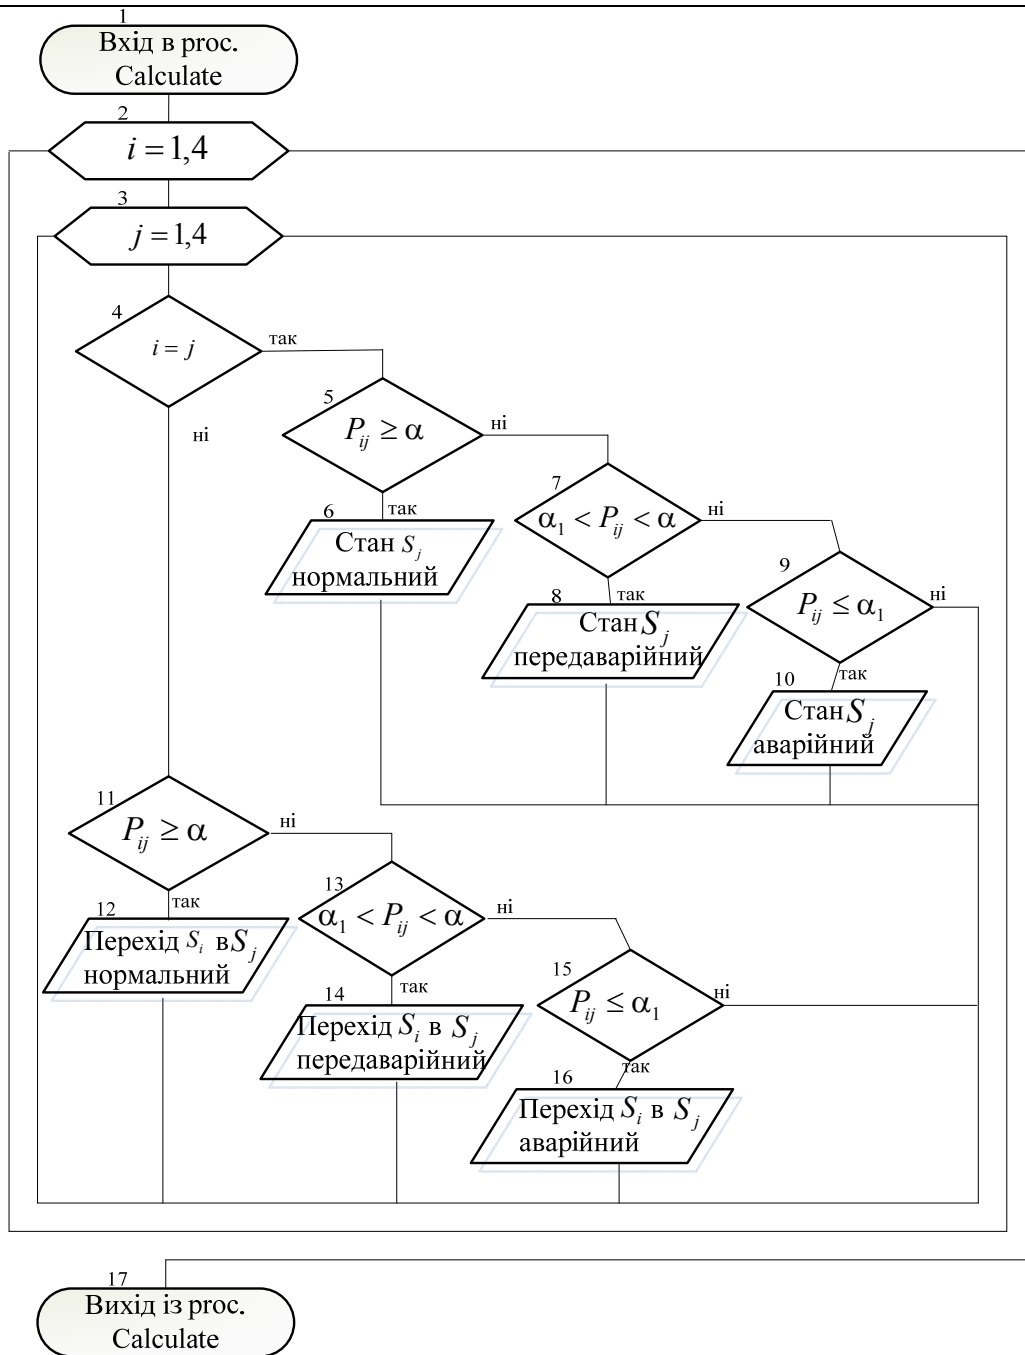 1
Вхід в proc.
Calculate
2
i = 1,4
3
j = 1,4
4
i = j
так
ні
5
P_ij ≥ α
ні
так
6
Стан S_j
нормальний
7
α_1 < P_ij < α
ні
так
8
Стан S_j
передаварійний
9
P_ij ≤ α_1
ні
так
10
Стан S_j
аварійний
11
P_ij ≥ α
ні
так
12
Перехід S_i в S_j
нормальний
13
α_1 < P_ij < α
ні
так
14
Перехід S_i в S_j
передаварійний
15
P_ij ≤ α_1
ні
так
16
Перехід S_i в S_j
аварійний
17
Вихід із proc.
Calculate